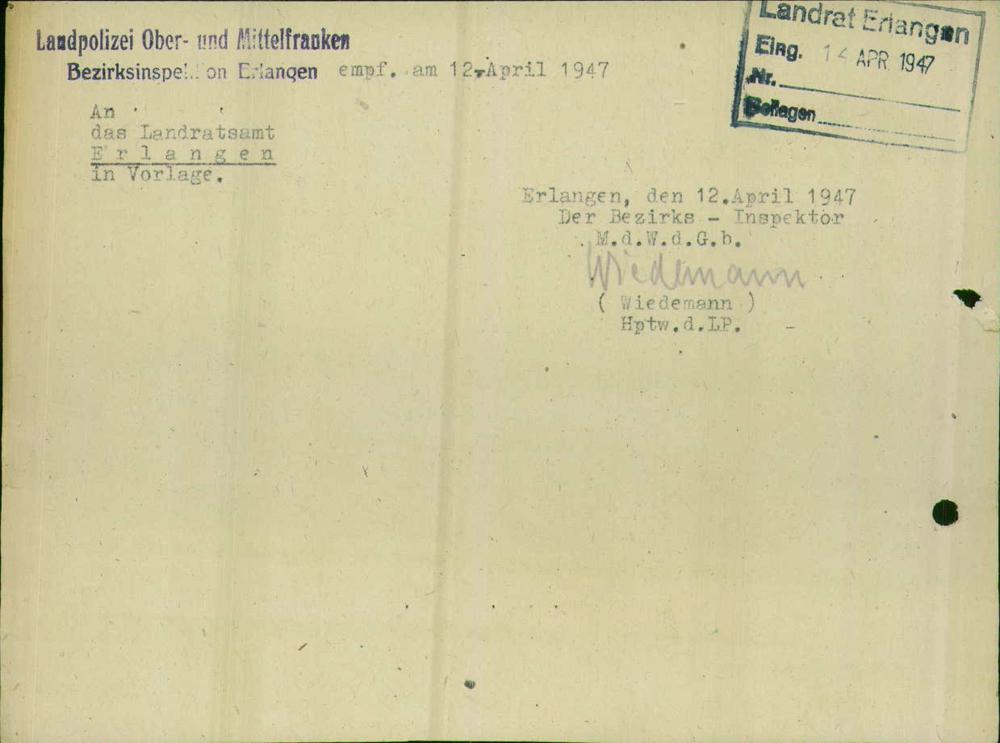 Landpolizei Ober- und Mittelfranken
Bezirksinspektion Erlangen empf. am 12.April 1947
Landrat Erlangen
Eing. 14 APR. 1947
Nr.
Beilagen
An
das Landratsamt
E r l a n g e n
in Vorlage.
Erlangen, den 12.April 1947
Der Bezirks - Inspektor
M.d.W.d.G.b.
Wiedemann
( Wiedemann )
Hptw.d.LP.